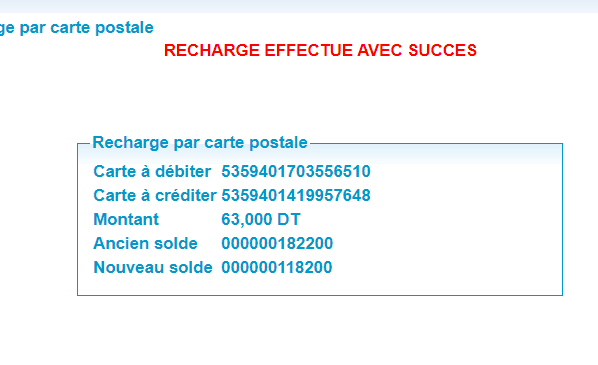 ge par carte postale
RECHARGE EFFECTUE AVEC SUCCES
Recharge par carte postale
Carte à débiter 5359401703556510
Carte à créditer 5359401419957648
Montant 63,000 DT
Ancien solde 000000182200
Nouveau solde 000000118200